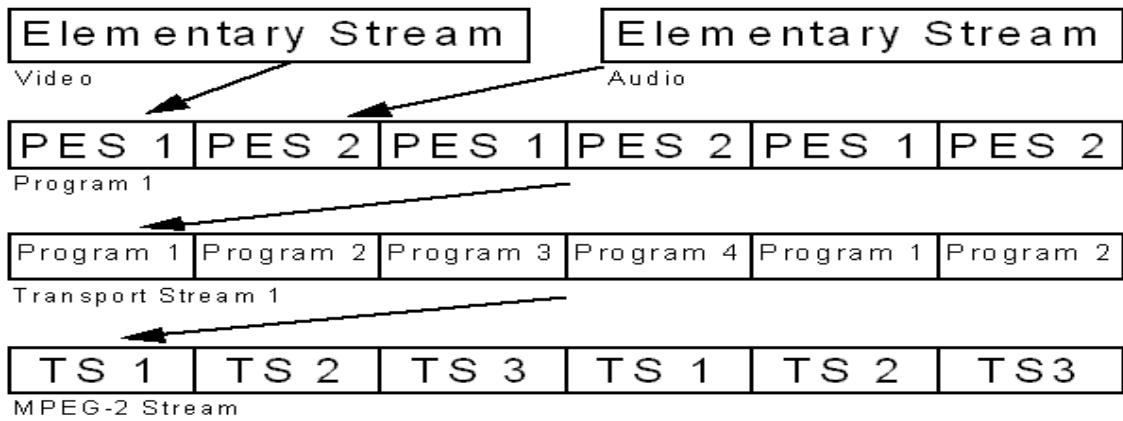 Elementary Stream Elementary Stream
Video Audio
PES 1 PES 2 PES 1 PES 2 PES 1 PES 2
Program 1
Program 1 Program 2 Program 3 Program 4 Program 1 Program 2
Transport Stream 1
TS 1 TS 2 TS 3 TS 1 TS 2 TS3
MPEG-2 Stream